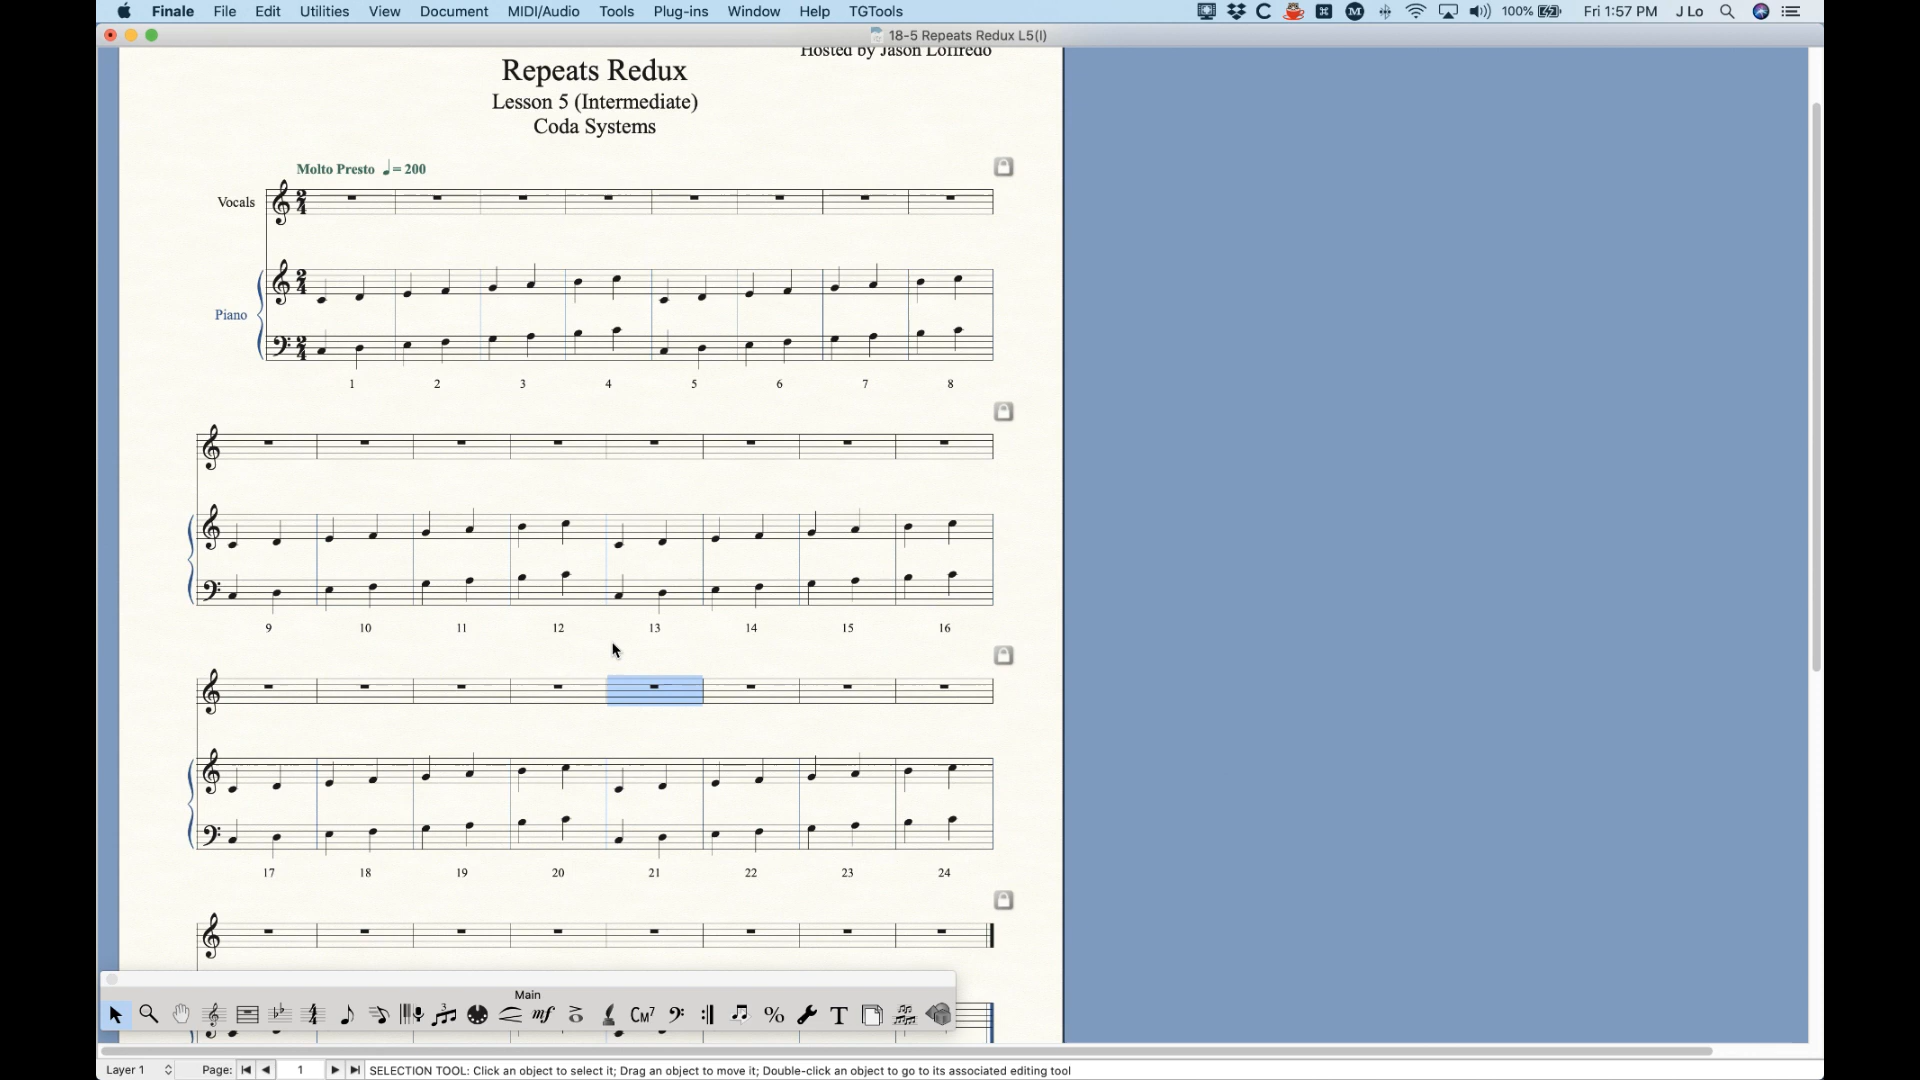 Finale File Edit Utilities View Document MIDI/Audio Tools Plug-ins Window Help TGTools 100% Fri 1:57 PM J Lo
18-5 Repeats Redux L5(I)
Hosted by Jason Loffredo
Repeats Redux
Lesson 5 (Intermediate)
Coda Systems
Molto Presto ♩= 200
Vocals
Piano
1 2 3 4 5 6 7 8
9 10 11 12 13 14 15 16
17 18 19 20 21 22 23 24
Main
mf CM7 % T
Layer 1 Page: 1 SELECTION TOOL: Click an object to select it; Drag an object to move it; Double-click an object to go to its associated editing tool